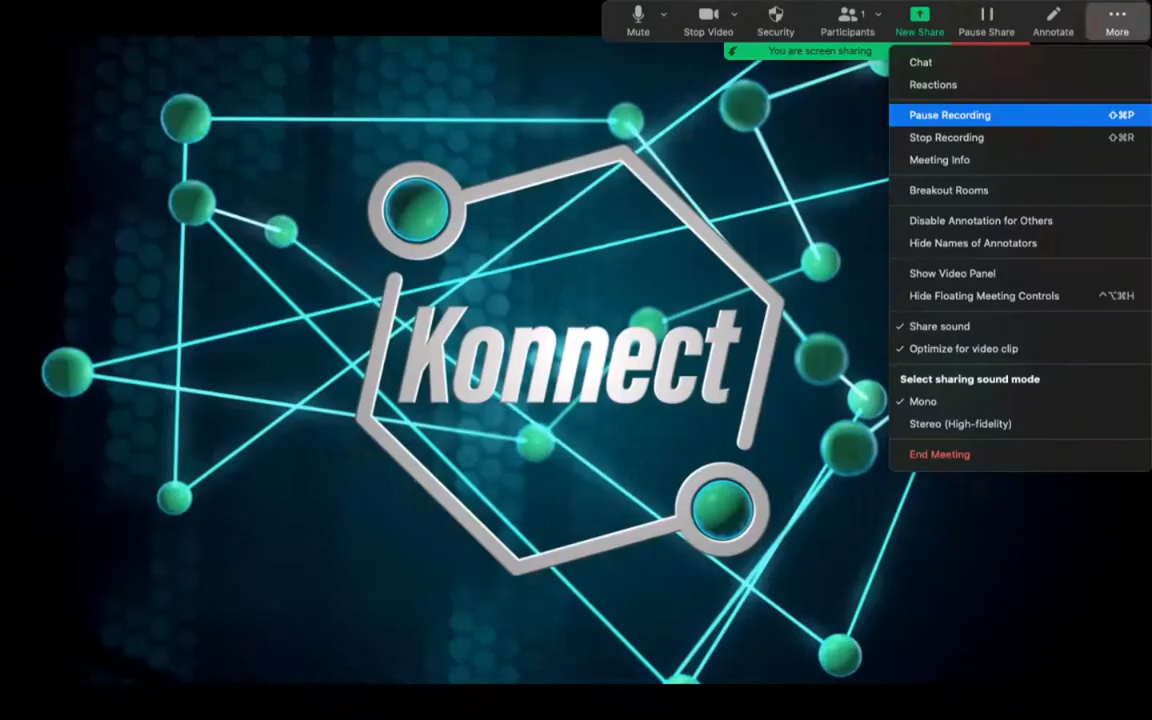 Mute
Stop Video
Security
Participants
1
New Share
Pause Share
Annotate
More
You are screen sharing
Chat
Reactions
Pause Recording ⇧⌘P
Stop Recording ⇧⌘R
Meeting Info
Breakout Rooms
Disable Annotation for Others
Hide Names of Annotators
Show Video Panel
Hide Floating Meeting Controls ^⌥⌘H
✓ Share sound
✓ Optimize for video clip
Select sharing sound mode
✓ Mono
Stereo (High-fidelity)
End Meeting
Konnect